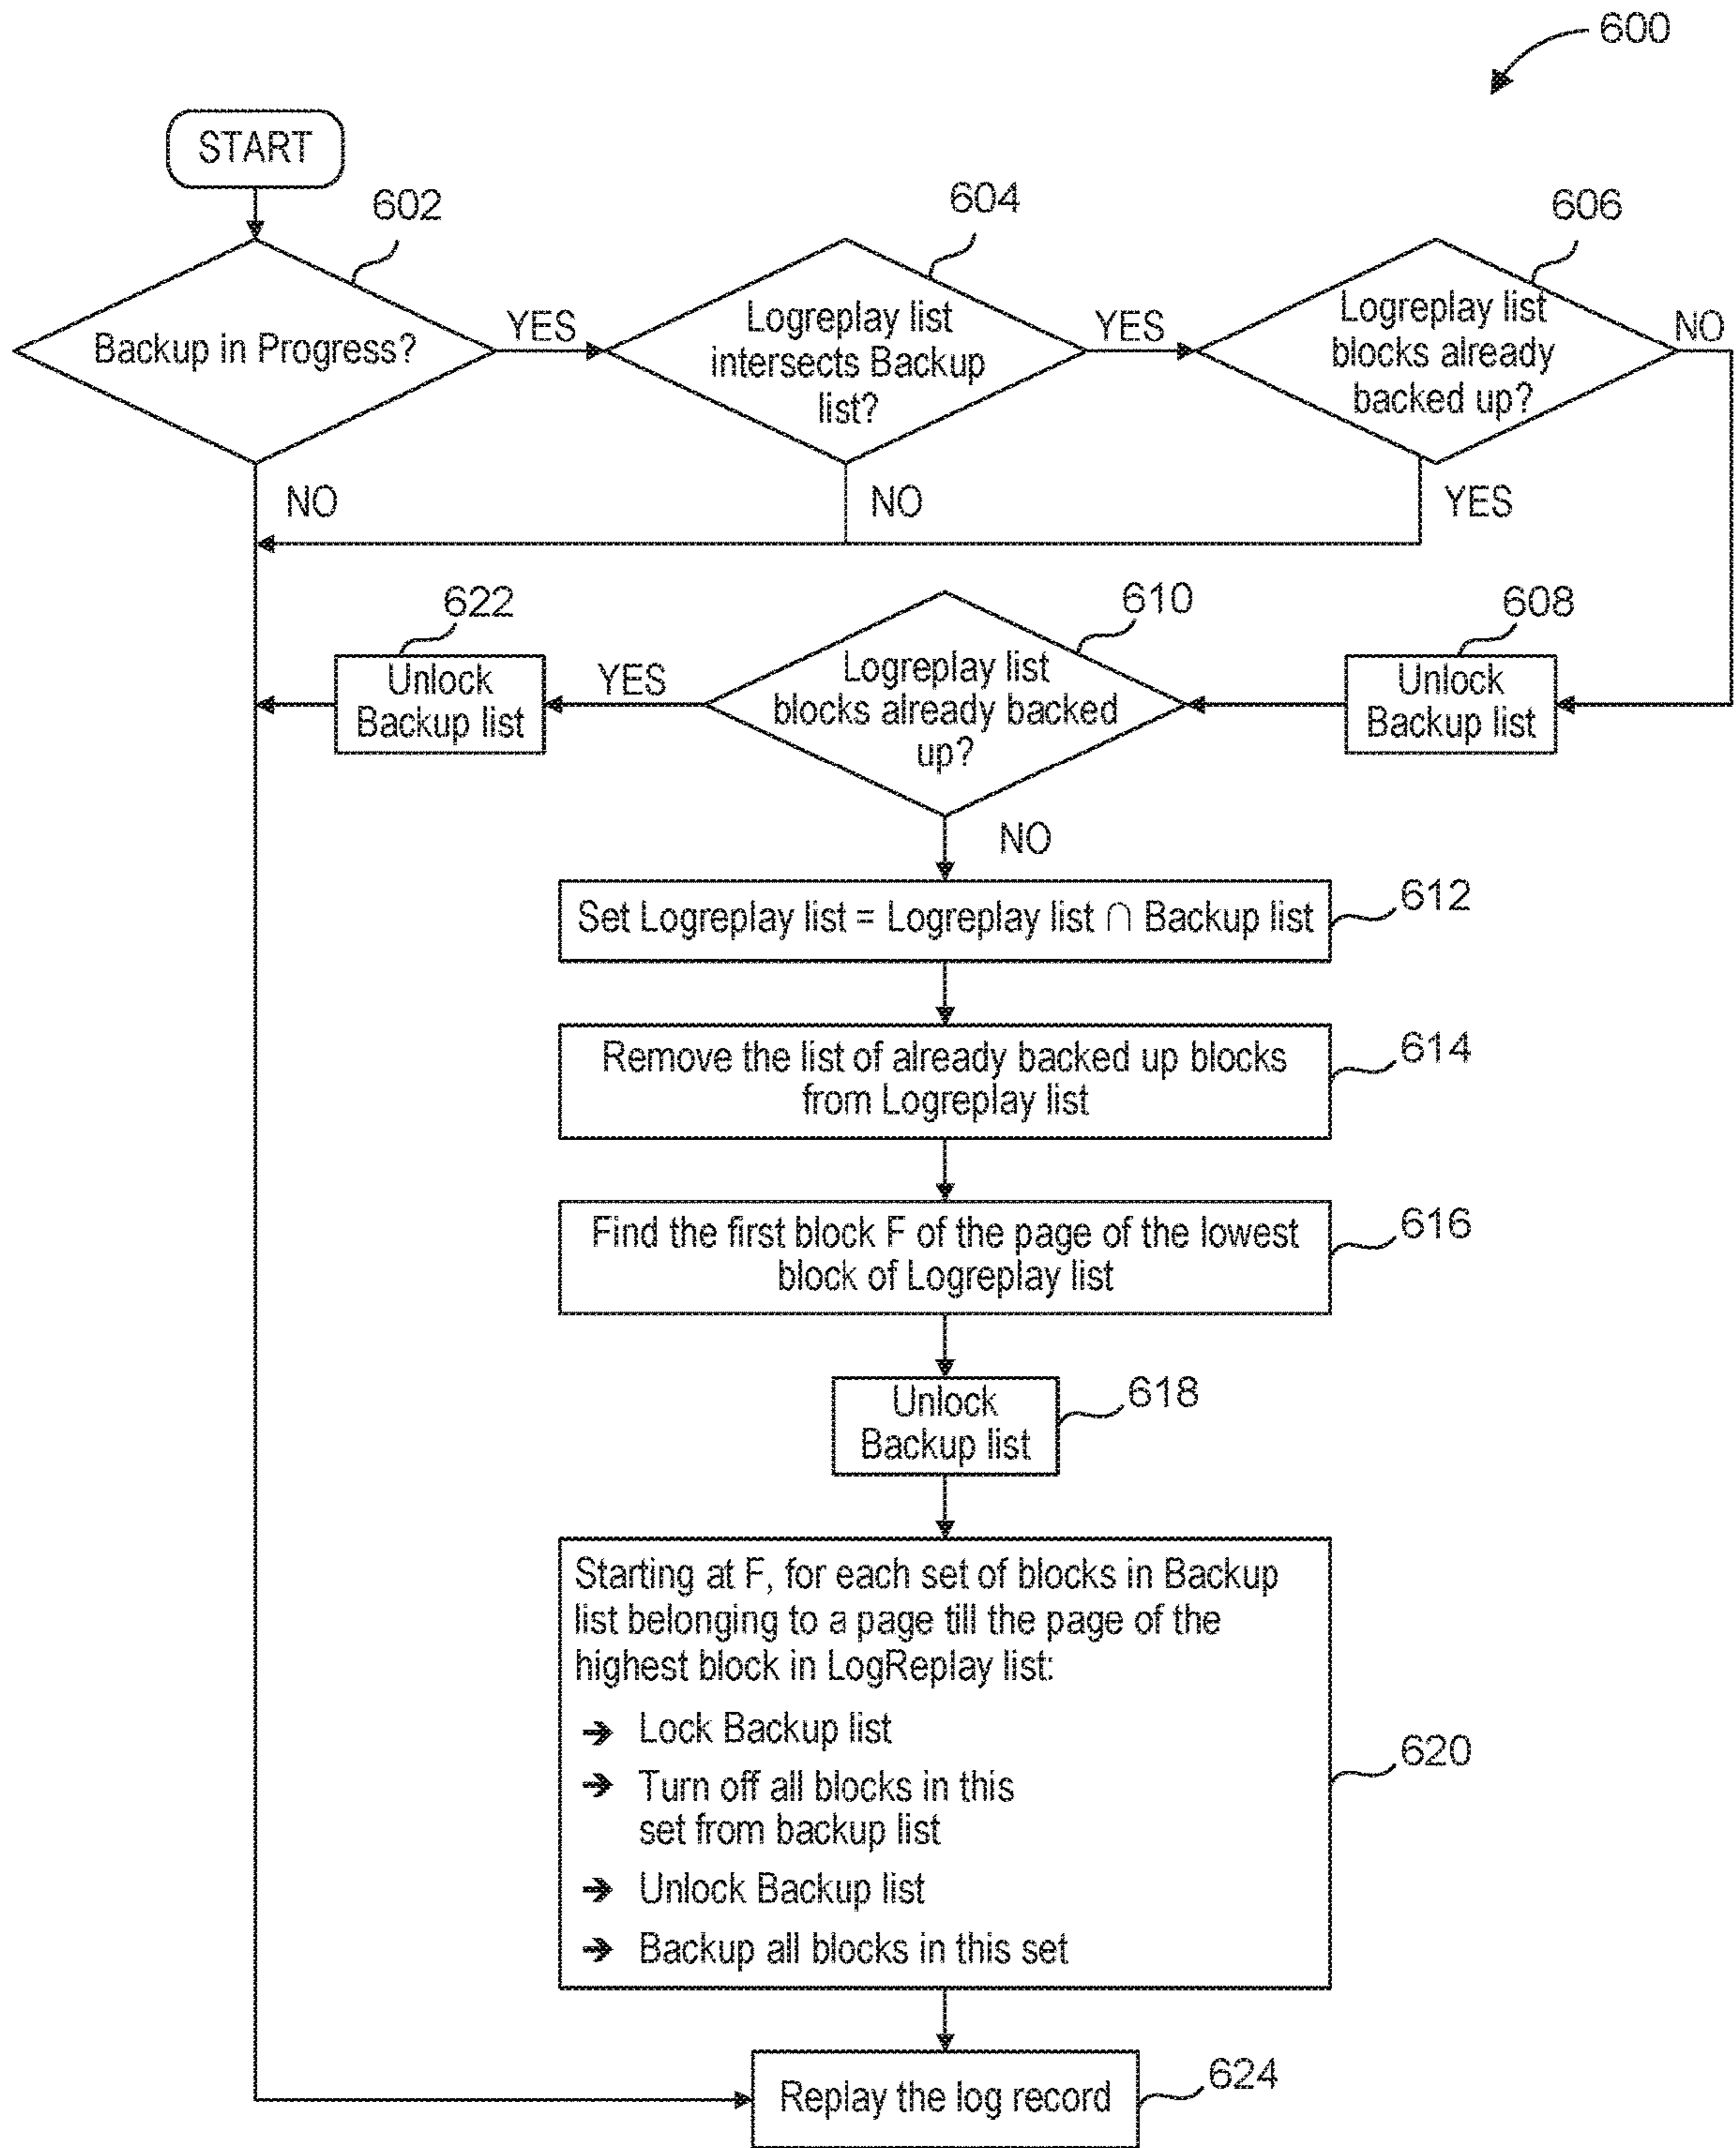 600
START
602
604
606
Backup in Progress?
YES
Logreplay list
intersects Backup
list?
YES
Logreplay list
blocks already
backed up?
NO
NO
NO
YES
622
610
608
Unlock
Backup list
YES
Logreplay list
blocks already backed
up?
Unlock
Backup list
NO
Set Logreplay list = Logreplay list ∩ Backup list
612
Remove the list of already backed up blocks
from Logreplay list
614
Find the first block F of the page of the lowest
block of Logreplay list
616
Unlock
Backup list
618
Starting at F, for each set of blocks in Backup
list belonging to a page till the page of the
highest block in LogReplay list:
➔ Lock Backup list
➔ Turn off all blocks in this
set from backup list
➔ Unlock Backup list
➔ Backup all blocks in this set
620
Replay the log record
624